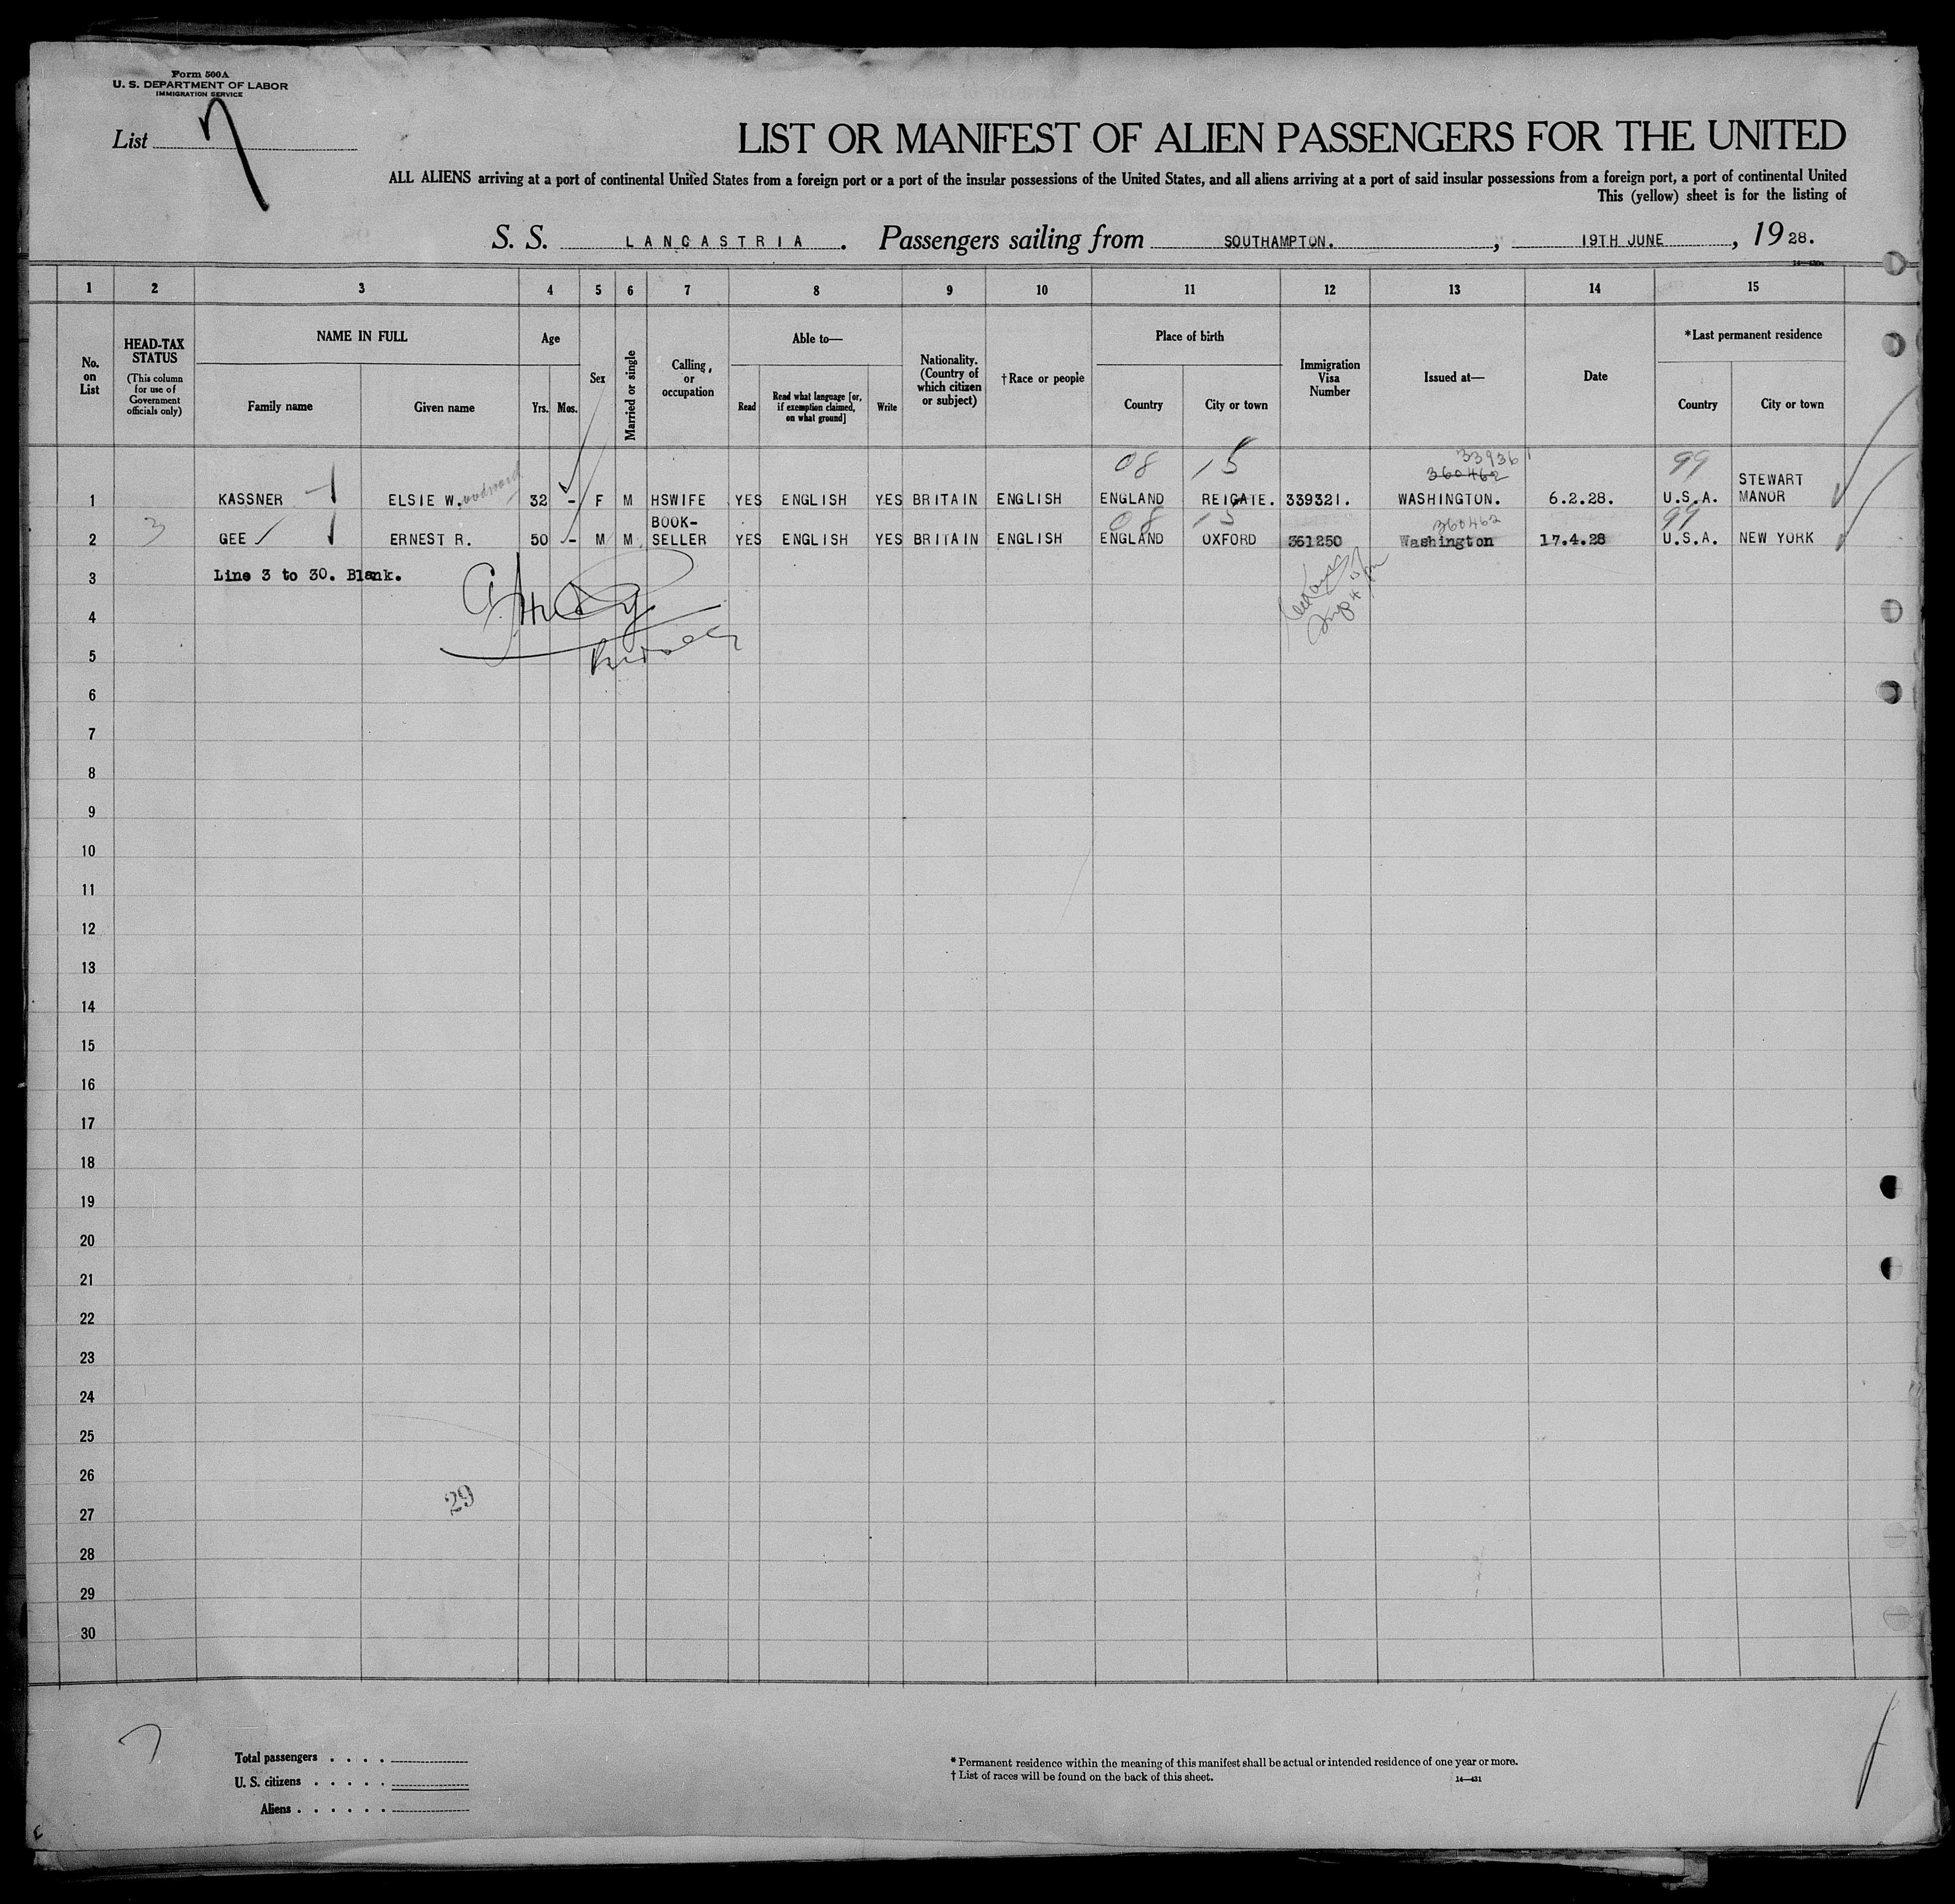 Form 500A
U. S. DEPARTMENT OF LABOR
IMMIGRATION SERVICE
List 7
LIST OR MANIFEST OF ALIEN PASSENGERS FOR THE UNITED
ALL ALIENS arriving at a port of continental United States from a foreign port or a port of the insular possessions of the United States, and all aliens arriving at a port of said insular possessions from a foreign port, a port of continental United
This (yellow) sheet is for the listing of
S. S. LANCASTRIA. Passengers sailing from SOUTHAMPTON., 19TH JUNE, 1928.
1 2 3 4 5 6 7 8 9 10 11 12 13 14 15
No. on List
HEAD-TAX STATUS
(This column for use of Government officials only)
NAME IN FULL
Family name
Given name
Age
Yrs.
Mos.
Sex
Married or single
Calling, or occupation
Able to—
Read
Read what language [or, if exemption claimed, on what ground]
Write
Nationality. (Country of which citizen or subject)
†Race or people
Place of birth
Country
City or town
Immigration Visa Number
Issued at—
Date
*Last permanent residence
Country
City or town
08 15 339361 99
360462
1 KASSNER ELSIE W. 32 - F M HSWIFE YES ENGLISH YES BRITAIN ENGLISH ENGLAND REIGATE. 339321. WASHINGTON. 6.2.28. U.S.A. STEWART MANOR
08 15 360462 99
2 3 GEE ERNEST R. 50 - M M BOOK-SELLER YES ENGLISH YES BRITAIN ENGLISH ENGLAND OXFORD 361250 Washington 17.4.28 U.S.A. NEW YORK
3 Line 3 to 30. Blank.
4
5
6
7
8
9
10
11
12
13
14
15
16
17
18
19
20
21
22
23
24
25
26
29
27
28
29
30
Total passengers
U. S. citizens
Aliens
* Permanent residence within the meaning of this manifest shall be actual or intended residence of one year or more.
† List of races will be found on the back of this sheet.
14—431